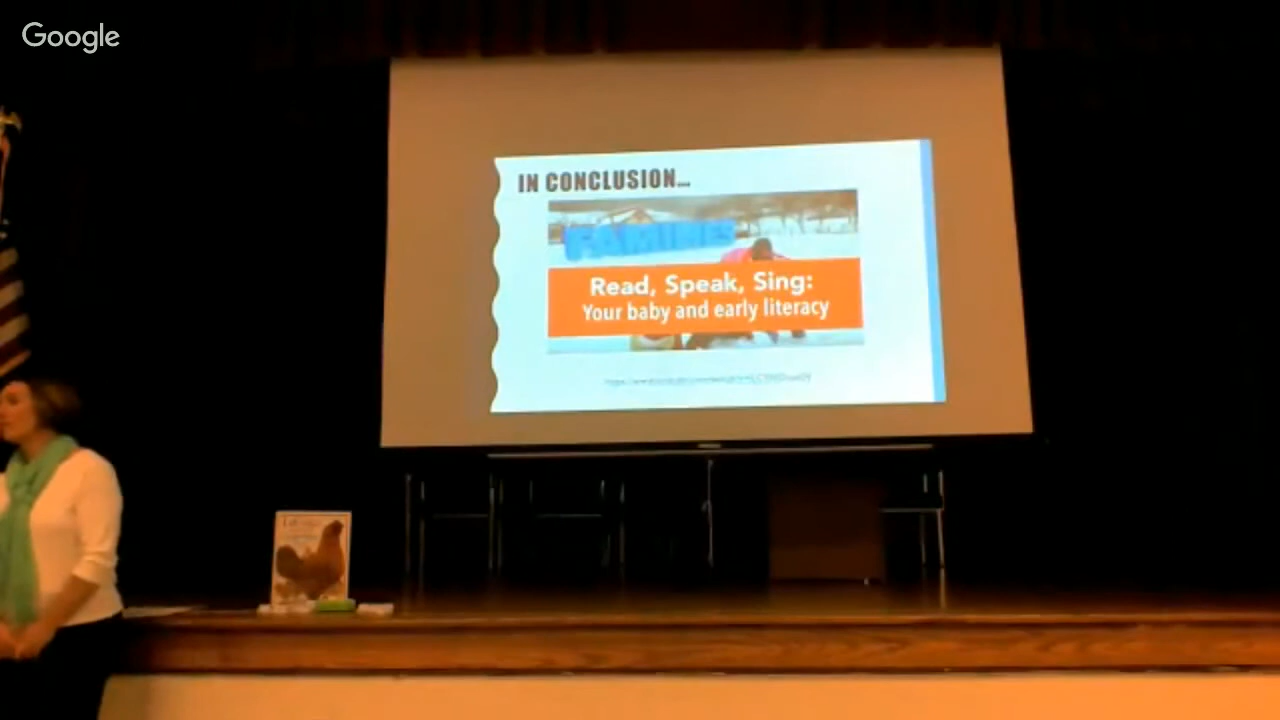 Google
IN CONCLUSION...
FAMILIES
Read, Speak, Sing:
Your baby and early literacy